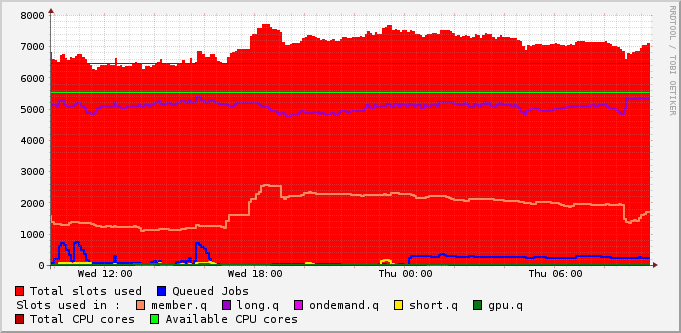 8000
7000
6000
5000
4000
3000
2000
1000
0
Wed 12:00 Wed 18:00 Thu 00:00 Thu 06:00
Total slots used Queued Jobs
Slots used in : member.q long.q ondemand.q short.q gpu.q
Total CPU cores Available CPU cores
RRDTOOL / TOBI OETIKER